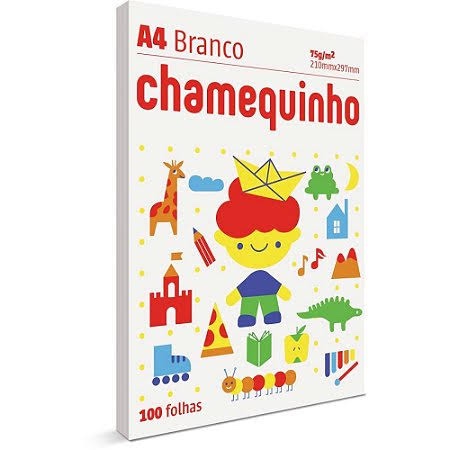 A4 Branco
75g/m²
210mmx297mm
chamequinho
100 folhas